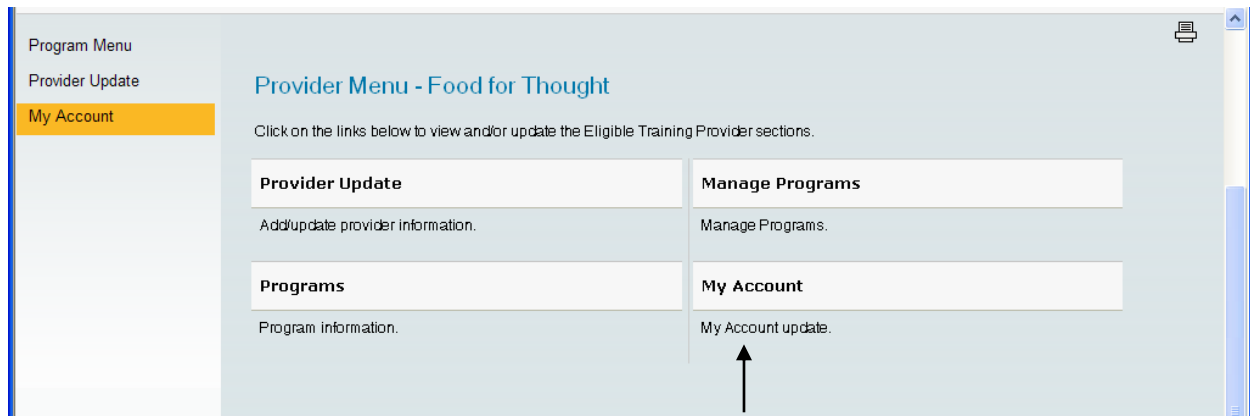 Program Menu
Provider Update
My Account
Provider Menu - Food for Thought
Click on the links below to view and/or update the Eligible Training Provider sections.
Provider Update
Manage Programs
Add/update provider information.
Manage Programs.
Programs
My Account
Program information.
My Account update.